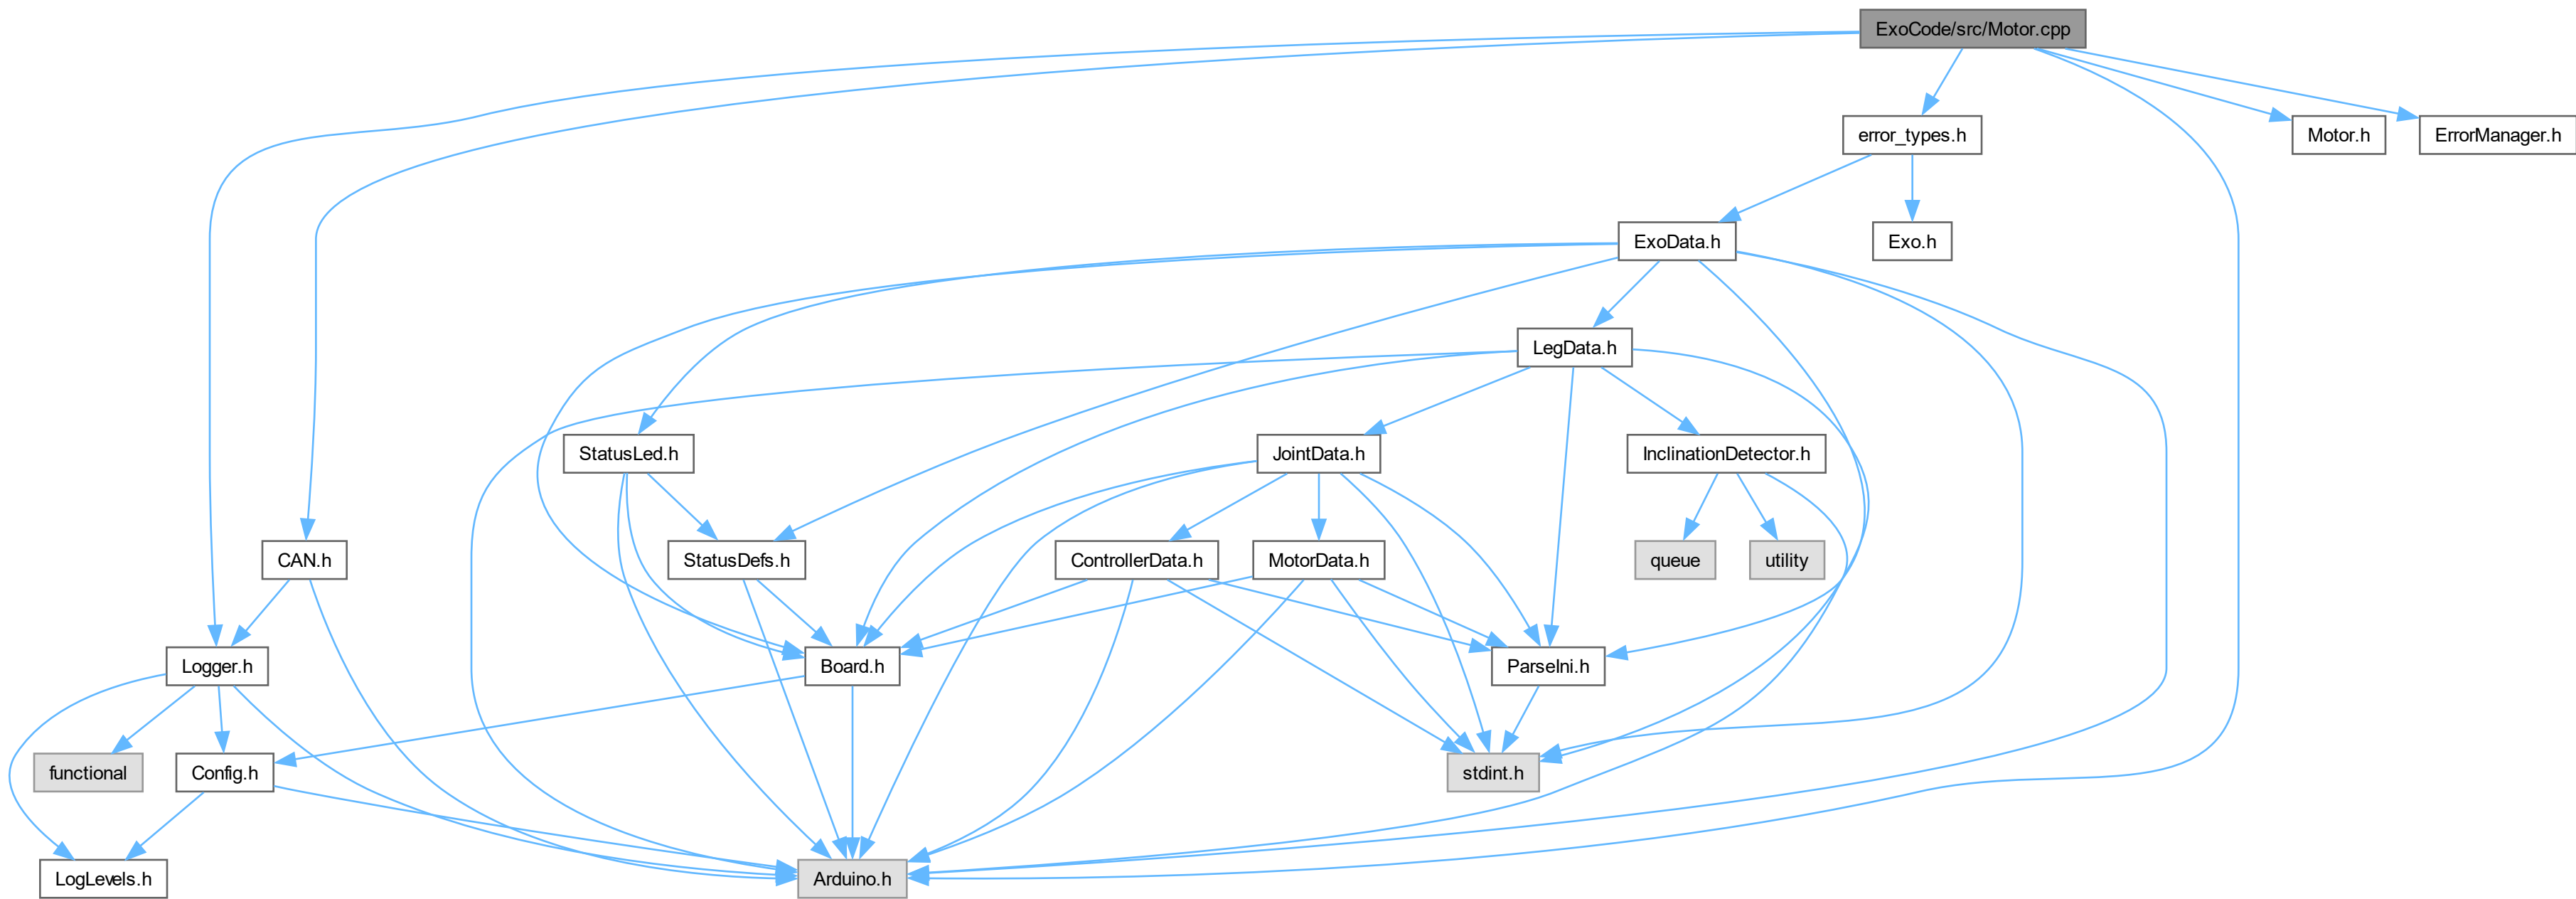 ExoCode/src/Motor.cpp
error_types.h
Motor.h
ErrorManager.h
ExoData.h
Exo.h
LegData.h
StatusLed.h
JointData.h
InclinationDetector.h
CAN.h
StatusDefs.h
ControllerData.h
MotorData.h
queue
utility
Logger.h
Board.h
ParseIni.h
functional
Config.h
stdint.h
LogLevels.h
Arduino.h